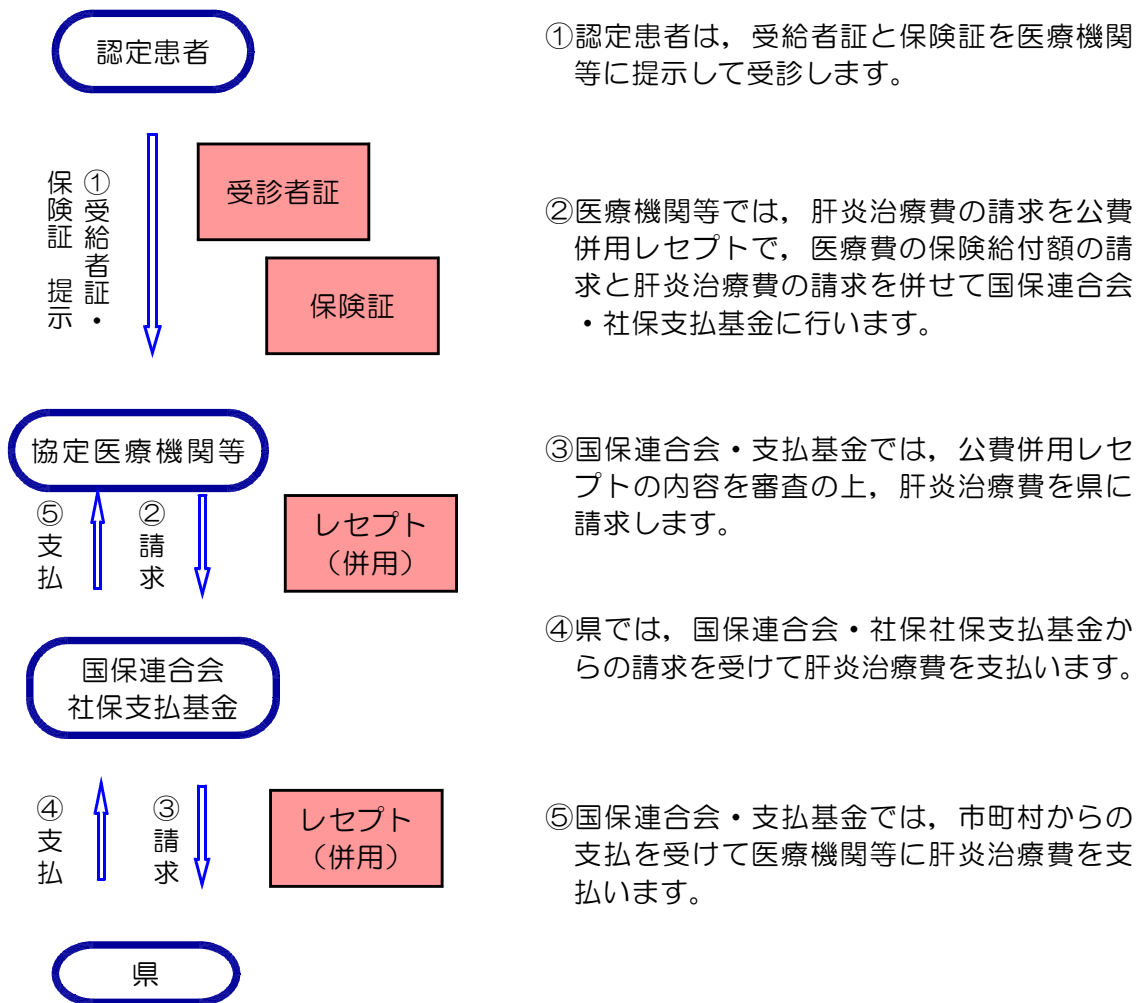 認定患者
①受給者証・
保険証 提示
受診者証
保険証
協定医療機関等
⑤支払
②請求
レセプト
(併用)
国保連合会
社保支払基金
④支払
③請求
レセプト
(併用)
県
①認定患者は，受給者証と保険証を医療機関
等に提示して受診します。
②医療機関等では，肝炎治療費の請求を公費
併用レセプトで，医療費の保険給付額の請
求と肝炎治療費の請求を併せて国保連合会
・社保支払基金に行います。
③国保連合会・支払基金では，公費併用レセ
プトの内容を審査の上，肝炎治療費を県に
請求します。
④県では，国保連合会・社保社保支払基金か
らの請求を受けて肝炎治療費を支払います。
⑤国保連合会・支払基金では，市町村からの
支払を受けて医療機関等に肝炎治療費を支
払います。